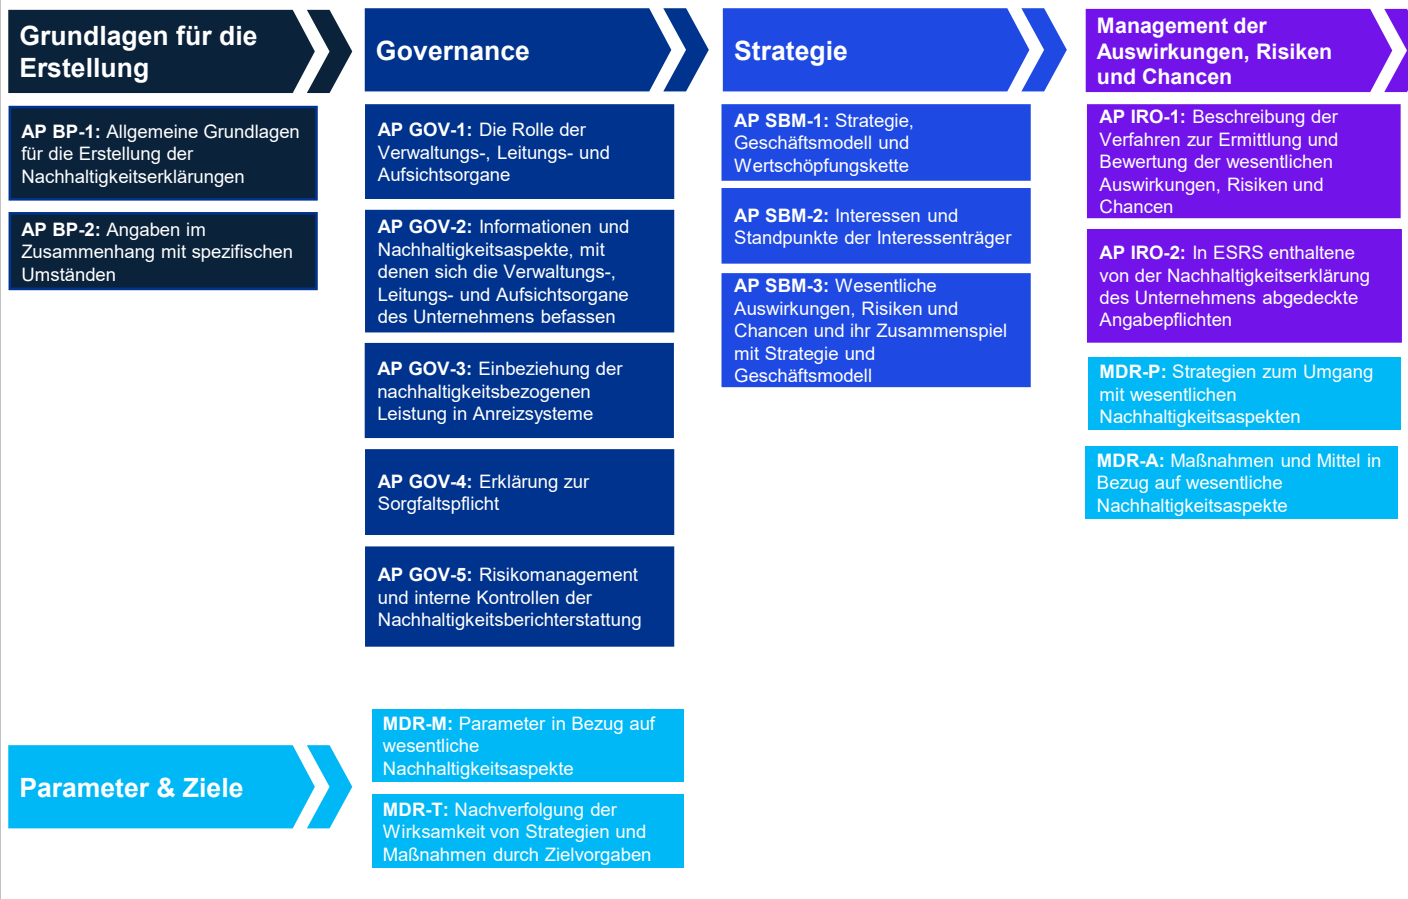 Grundlagen für die
Erstellung
AP BP-1: Allgemeine Grundlagen
für die Erstellung der
Nachhaltigkeitserklärungen
AP BP-2: Angaben im
Zusammenhang mit spezifischen
Umständen
Governance
AP GOV-1: Die Rolle der
Verwaltungs-, Leitungs- und
Aufsichtsorgane
AP GOV-2: Informationen und
Nachhaltigkeitsaspekte, mit
denen sich die Verwaltungs-,
Leitungs- und Aufsichtsorgane
des Unternehmens befassen
AP GOV-3: Einbeziehung der
nachhaltigkeitsbezogenen
Leistung in Anreizsysteme
AP GOV-4: Erklärung zur
Sorgfaltspflicht
AP GOV-5: Risikomanagement
und interne Kontrollen der
Nachhaltigkeitsberichterstattung
Strategie
AP SBM-1: Strategie,
Geschäftsmodell und
Wertschöpfungskette
AP SBM-2: Interessen und
Standpunkte der Interessenträger
AP SBM-3: Wesentliche
Auswirkungen, Risiken und
Chancen und ihr Zusammenspiel
mit Strategie und
Geschäftsmodell
Management der
Auswirkungen, Risiken
und Chancen
AP IRO-1: Beschreibung der
Verfahren zur Ermittlung und
Bewertung der wesentlichen
Auswirkungen, Risiken und
Chancen
AP IRO-2: In ESRS enthaltene
von der Nachhaltigkeitserklärung
des Unternehmens abgedeckte
Angabepflichten
MDR-P: Strategien zum Umgang
mit wesentlichen
Nachhaltigkeitsaspekten
MDR-A: Maßnahmen und Mittel in
Bezug auf wesentliche
Nachhaltigkeitsaspekte
Parameter & Ziele
MDR-M: Parameter in Bezug auf
wesentliche
Nachhaltigkeitsaspekte
MDR-T: Nachverfolgung der
Wirksamkeit von Strategien und
Maßnahmen durch Zielvorgaben